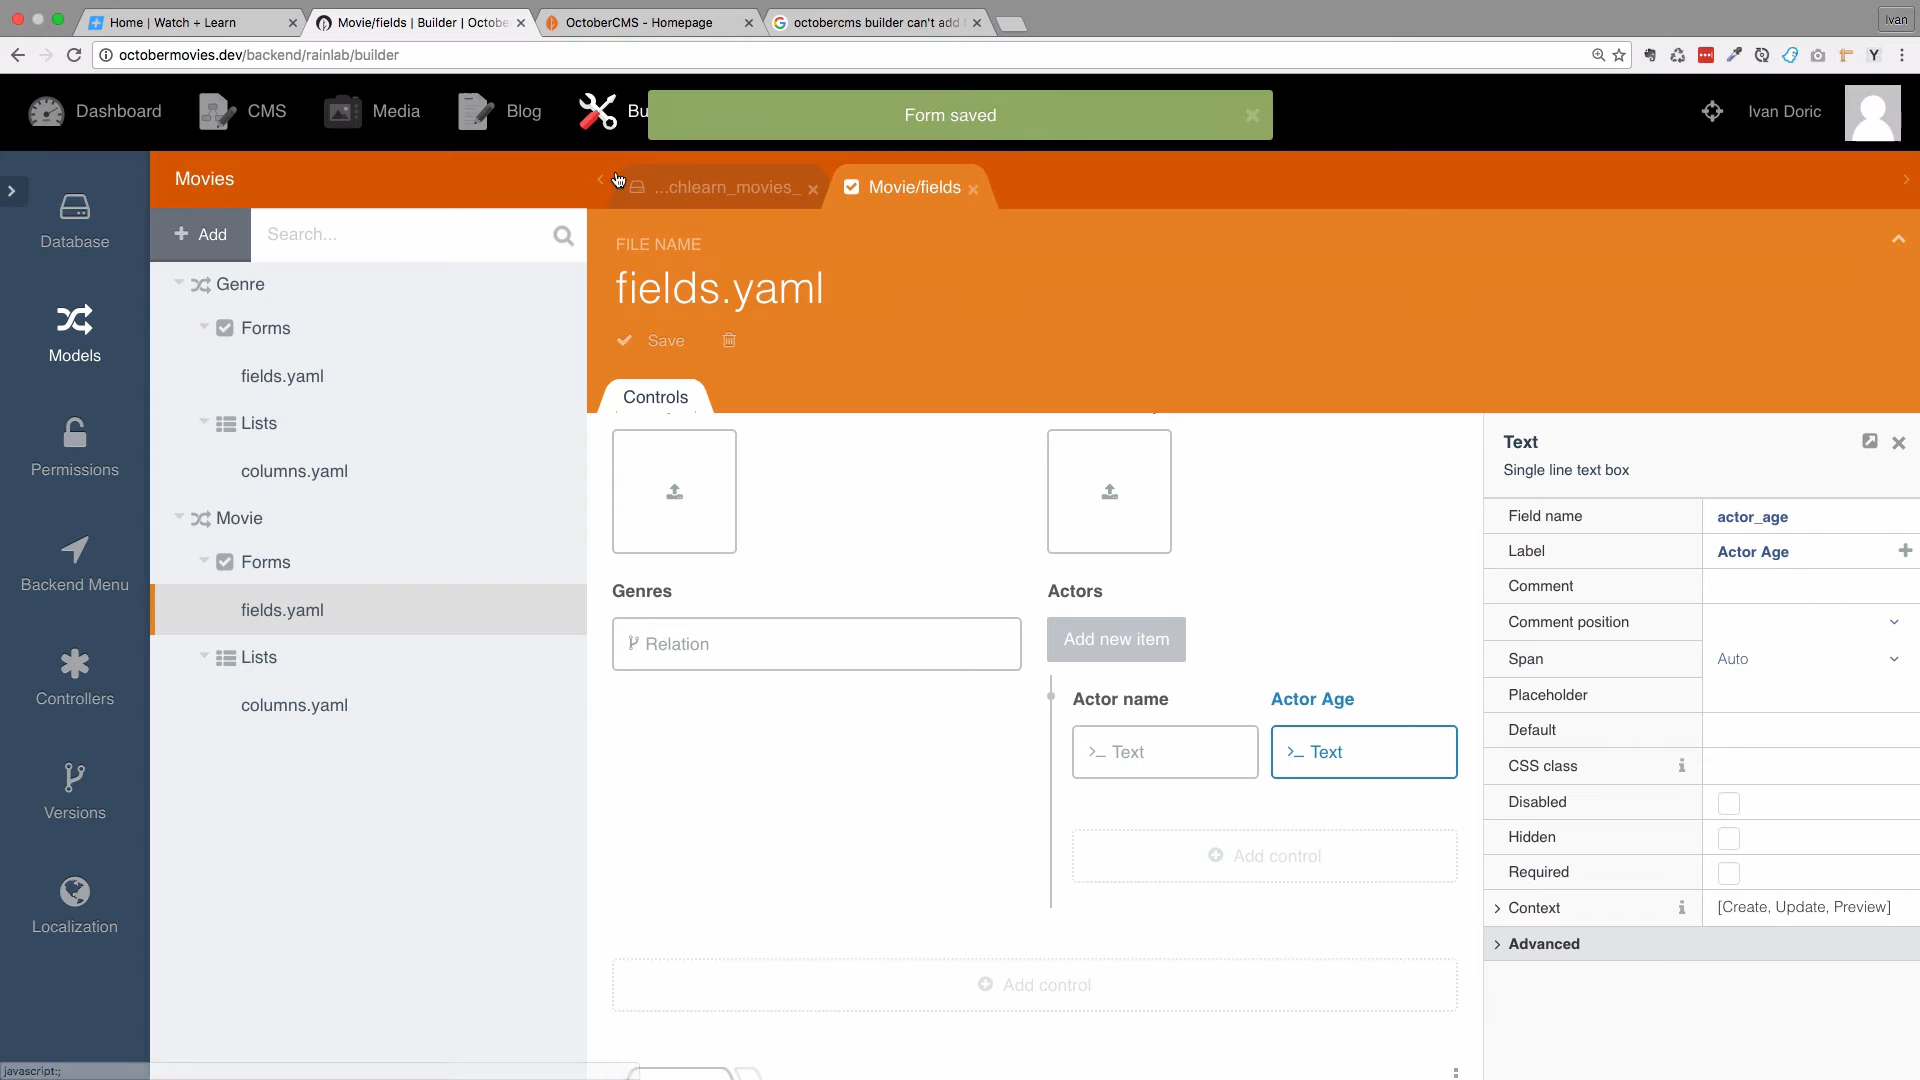 Home | Watch + Learn
Movie/fields | Builder | Octobe
OctoberCMS - Homepage
octobercms builder can't add
Ivan
octobermovies.dev/backend/rainlab/builder
Dashboard
CMS
Media
Blog
Bu
Form saved
Ivan Doric
Movies
...chlearn_movies_
Movie/fields
Database
Models
Permissions
Backend Menu
Controllers
Versions
Localization
Add
Search...
Genre
Forms
fields.yaml
Lists
columns.yaml
Movie
Forms
fields.yaml
Lists
columns.yaml
FILE NAME
fields.yaml
Save
Controls
Genres
Relation
Actors
Add new item
Actor name
Actor Age
>_ Text
>_ Text
Add control
Add control
Text
Single line text box
Field name
actor_age
Label
Actor Age
Comment
Comment position
Span
Auto
Placeholder
Default
CSS class
Disabled
Hidden
Required
Context
[Create, Update, Preview]
Advanced
javascript:;